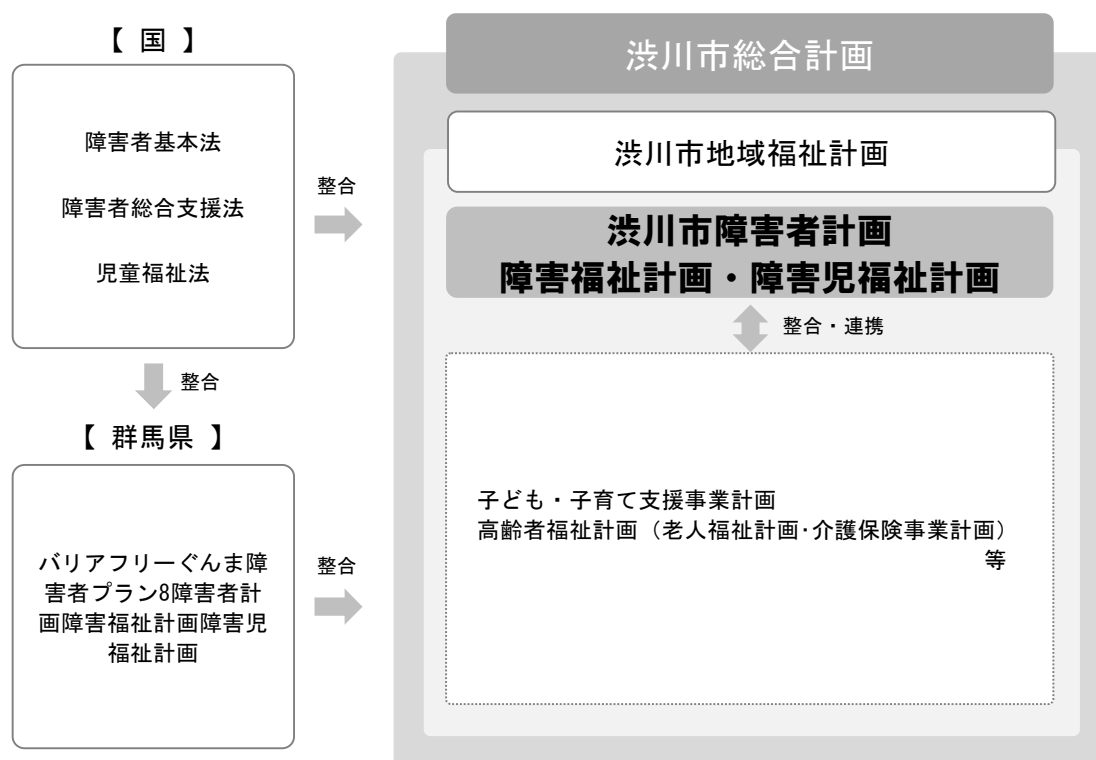 【 国 】
障害者基本法
障害者総合支援法
児童福祉法
整合
整合
【 群馬県 】
バリアフリーぐんま障
害者プラン8障害者計
画障害福祉計画障害児
福祉計画
整合
渋川市総合計画
渋川市地域福祉計画
渋川市障害者計画
障害福祉計画・障害児福祉計画
整合・連携
子ども・子育て支援事業計画
高齢者福祉計画（老人福祉計画･介護保険事業計画）
等